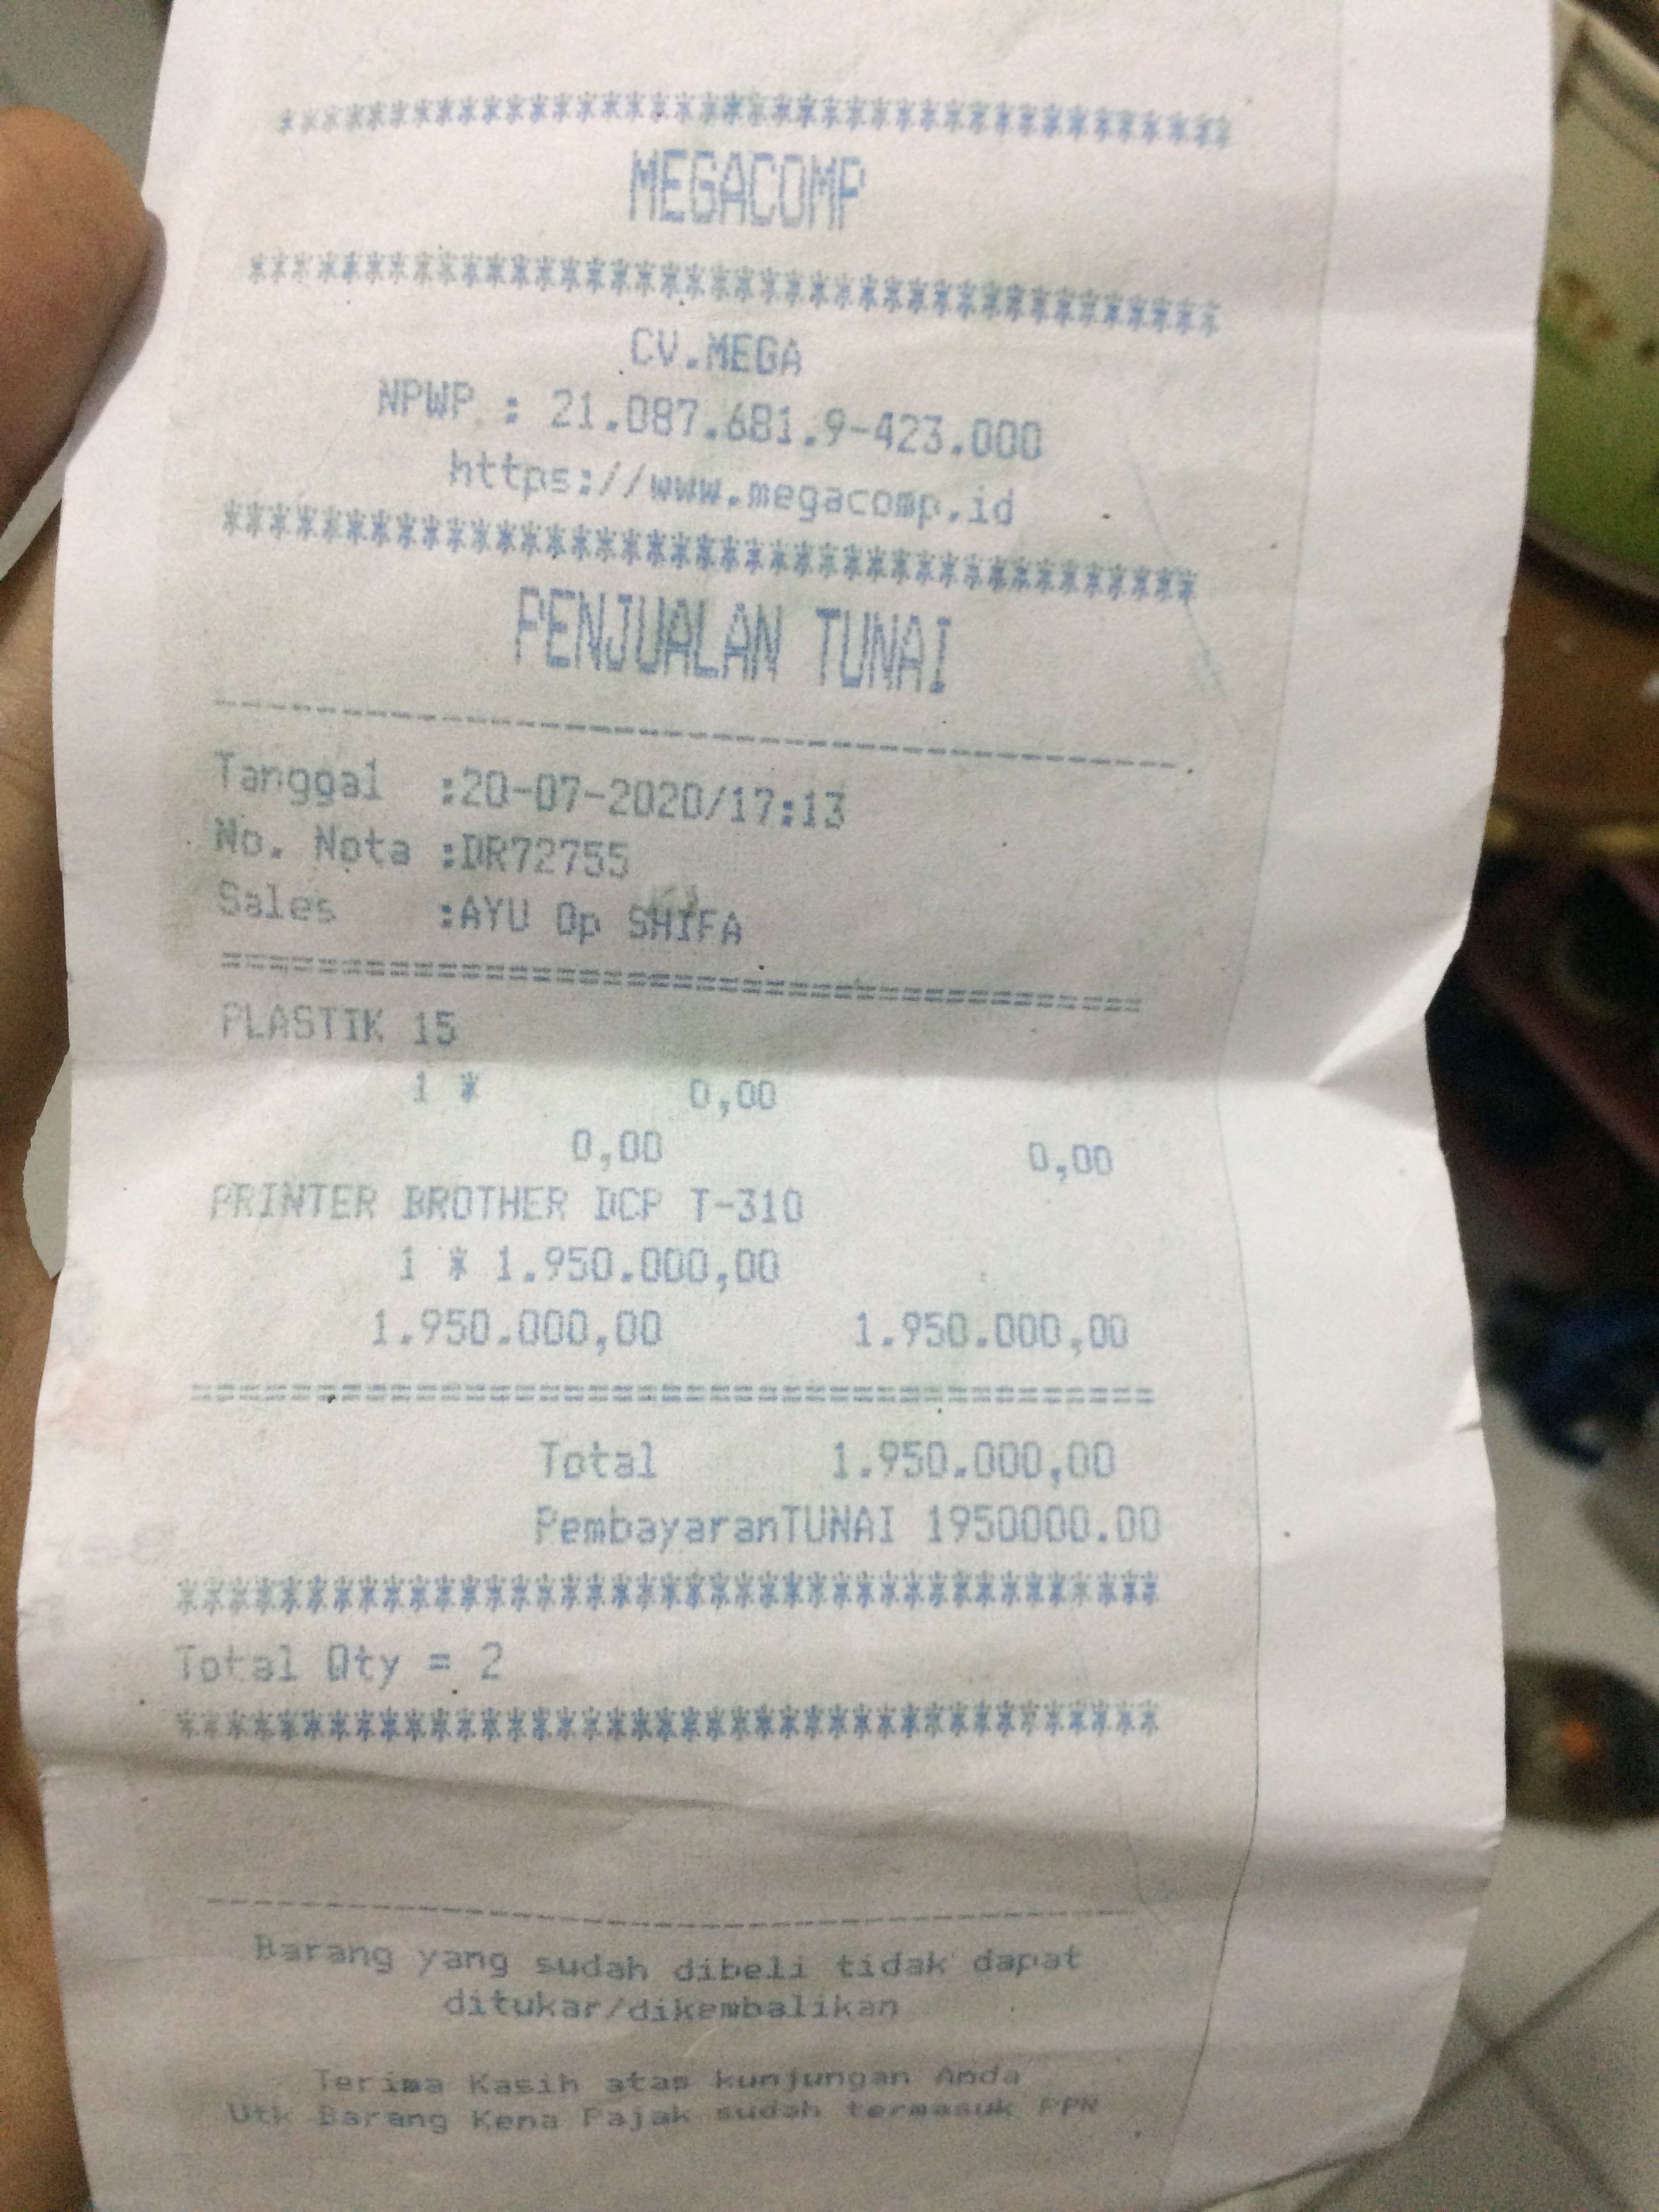 ***************************************
MEGACOMP
***************************************
CV.MEGA
NPWP : 21.087.681.9-423.000
https://www.megacomp.id
***************************************
PENJUALAN TUNAI
---------------------------------------
Tanggal :20-07-2020/17:13
No. Nota :DR72755
Sales :AYU Op SHIFA
=======================================
PLASTIK 15
1 * 0,00
0,00 0,00
PRINTER BROTHER DCP T-310
1 * 1.950.000,00
1.950.000,00 1.950.000,00
=======================================
Total 1.950.000,00
PembayaranTUNAI 1950000.00
***************************************
Total Qty = 2
***************************************
---------------------------------------
Barang yang sudah dibeli tidak dapat
ditukar/dikembalikan
Terima Kasih atas kunjungan Anda
Utk Barang Kena Pajak sudah termasuk PPN